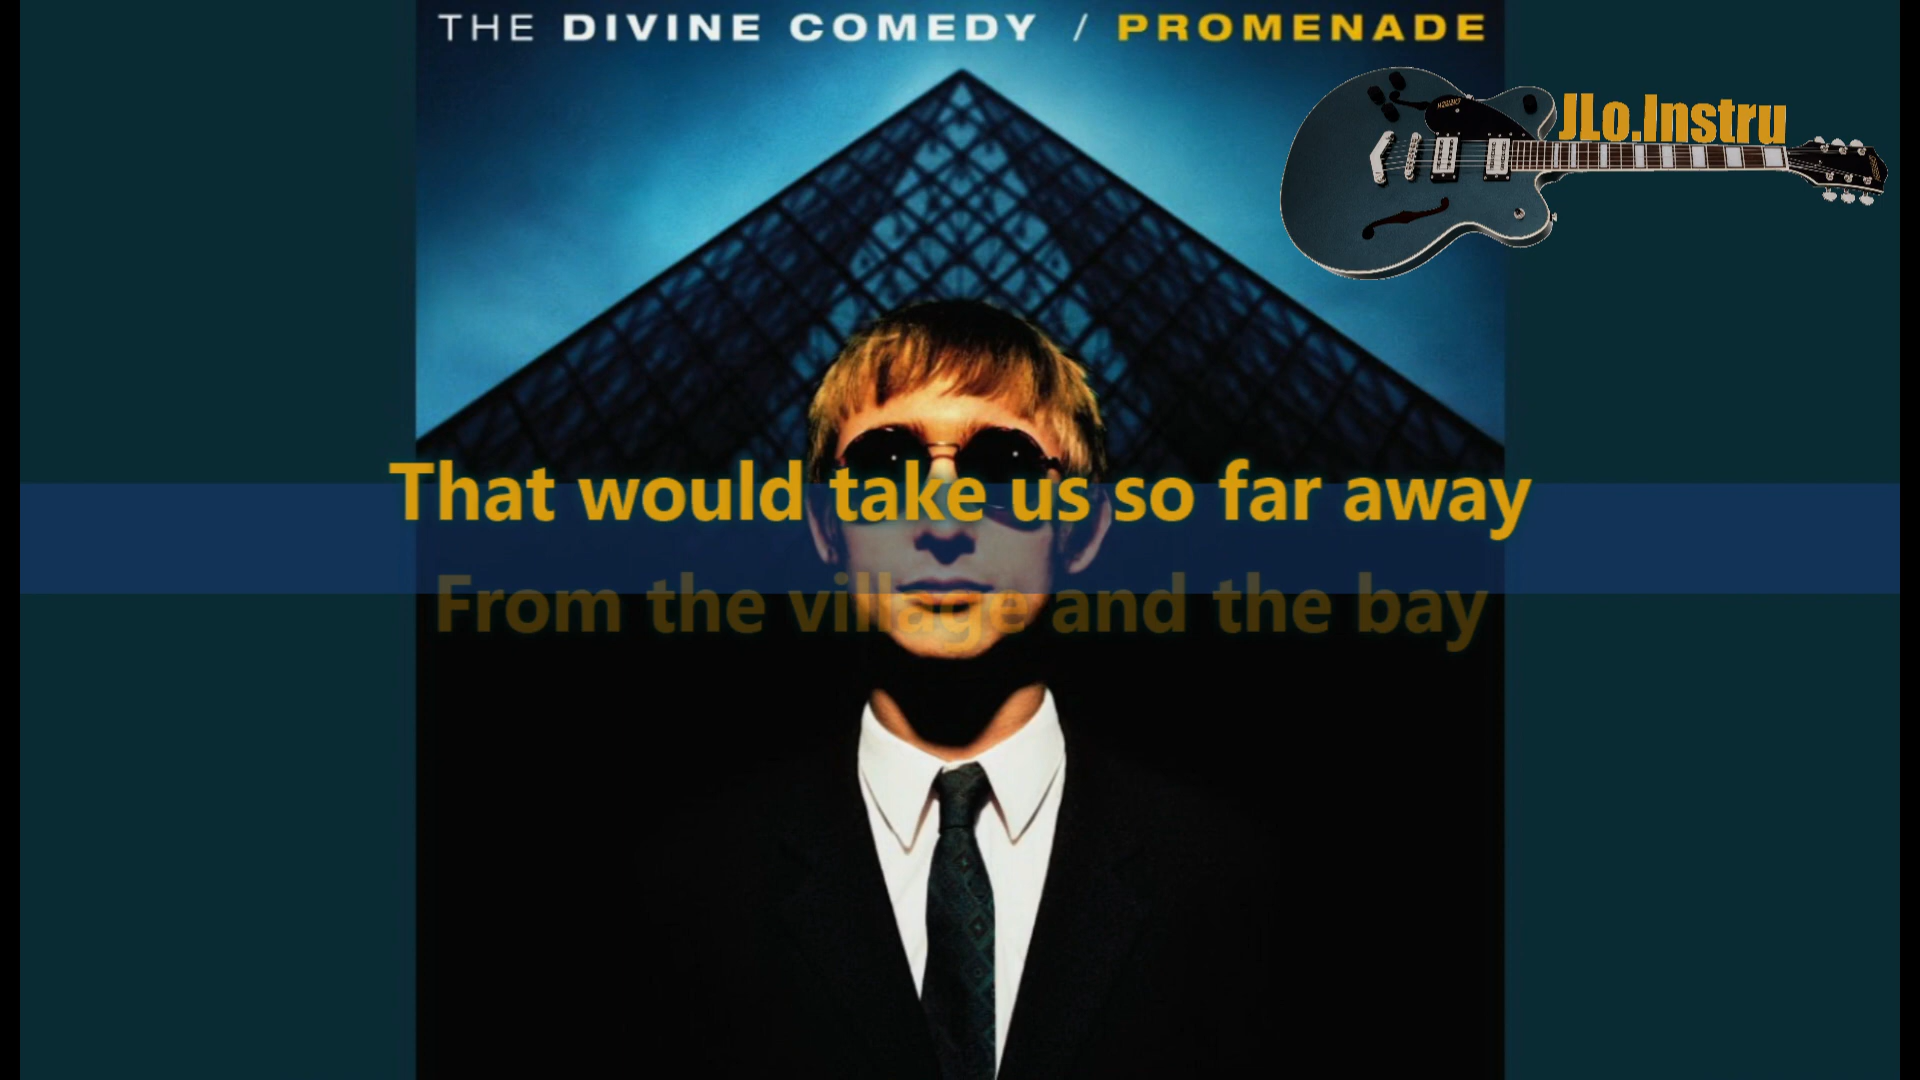 THE DIVINE COMEDY / PROMENADE
JLo.Instru
That would take us so far away
From the village and the bay